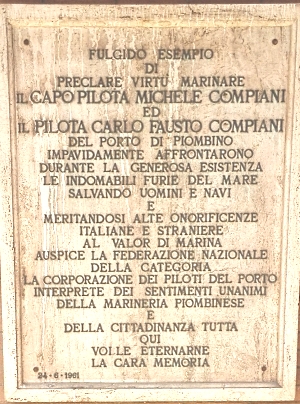 FULGIDO ESEMPIO
DI
PRECLARE VIRTÙ MARINARE
IL CAPO PILOTA MICHELE COMPIANI
ED
IL PILOTA CARLO FAUSTO COMPIANI
DEL PORTO DI PIOMBINO
IMPAVIDAMENTE AFFRONTARONO
DURANTE LA GENEROSA ESISTENZA
LE INDOMABILI FURIE DEL MARE
SALVANDO UOMINI E NAVI
E
MERITANDOSI ALTE ONORIFICENZE
ITALIANE E STRANIERE
AL VALOR DI MARINA
AUSPICE LA FEDERAZIONE NAZIONALE
DELLA CATEGORIA
LA CORPORAZIONE DEI PILOTI DEL PORTO
INTERPRETE DEI SENTIMENTI UNANIMI
DELLA MARINERIA PIOMBINESE
E
DELLA CITTADINANZA TUTTA
QUI
VOLLE ETERNARNE
LA CARA MEMORIA
24·6·1961